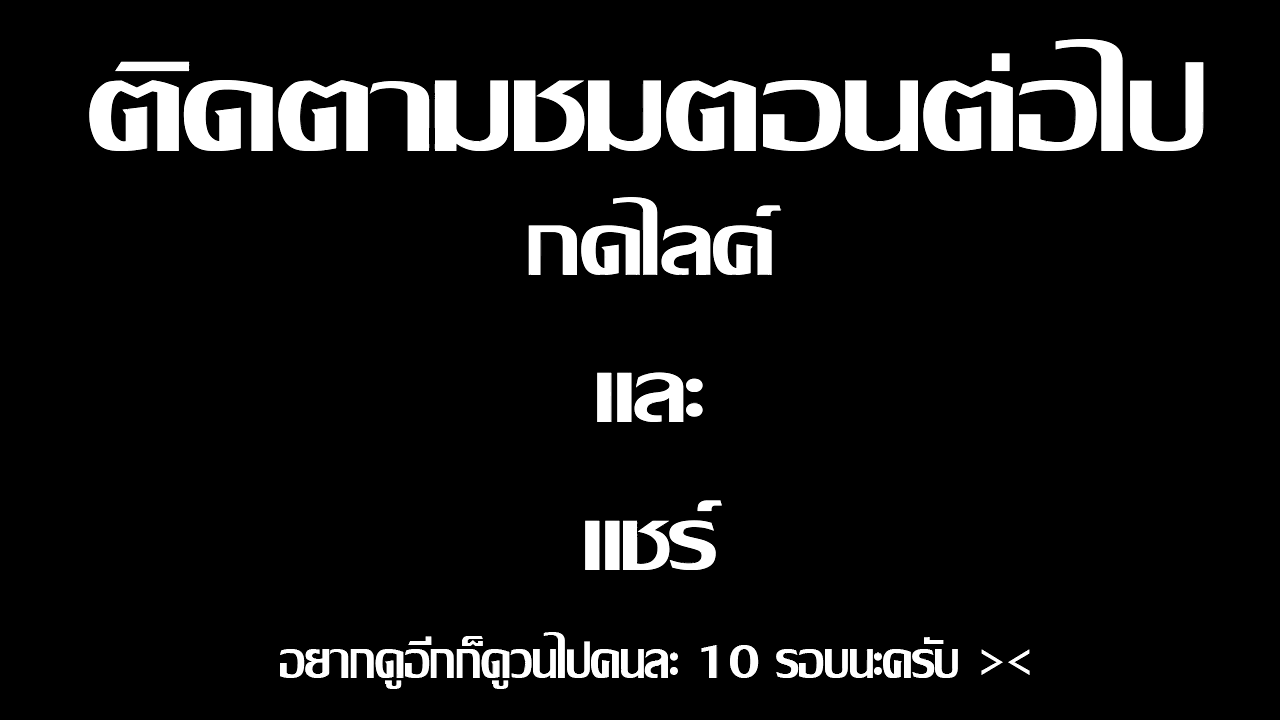 ติดตามชมตอนต่อไป
กดไลค์
และ
แชร์
อยากดูอีกก็ดูวนไปคนละ 10 รอบนะครับ ><